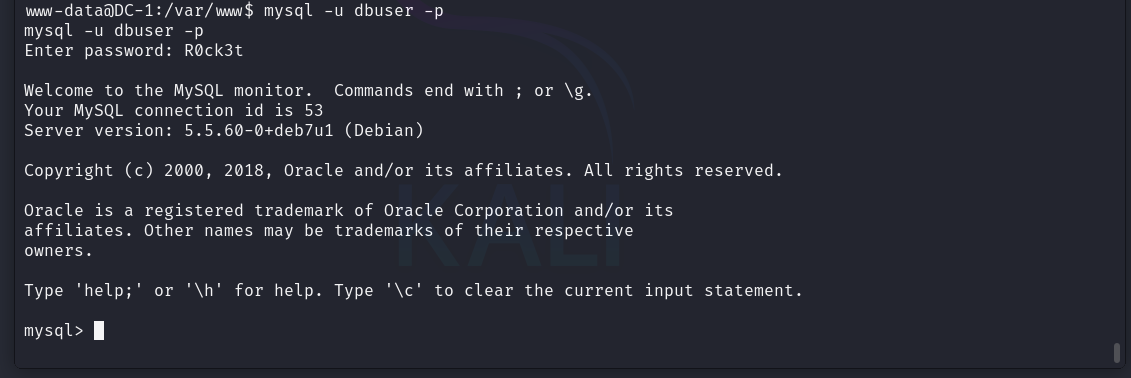 www-data@DC-1:/var/www$ mysql -u dbuser -p
mysql -u dbuser -p
Enter password: R0ck3t
Welcome to the MySQL monitor.  Commands end with ; or \g.
Your MySQL connection id is 53
Server version: 5.5.60-0+deb7u1 (Debian)
Copyright (c) 2000, 2018, Oracle and/or its affiliates. All rights reserved.
Oracle is a registered trademark of Oracle Corporation and/or its
affiliates. Other names may be trademarks of their respective
owners.
KALI
Type 'help;' or '\h' for help. Type '\c' to clear the current input statement.
mysql>